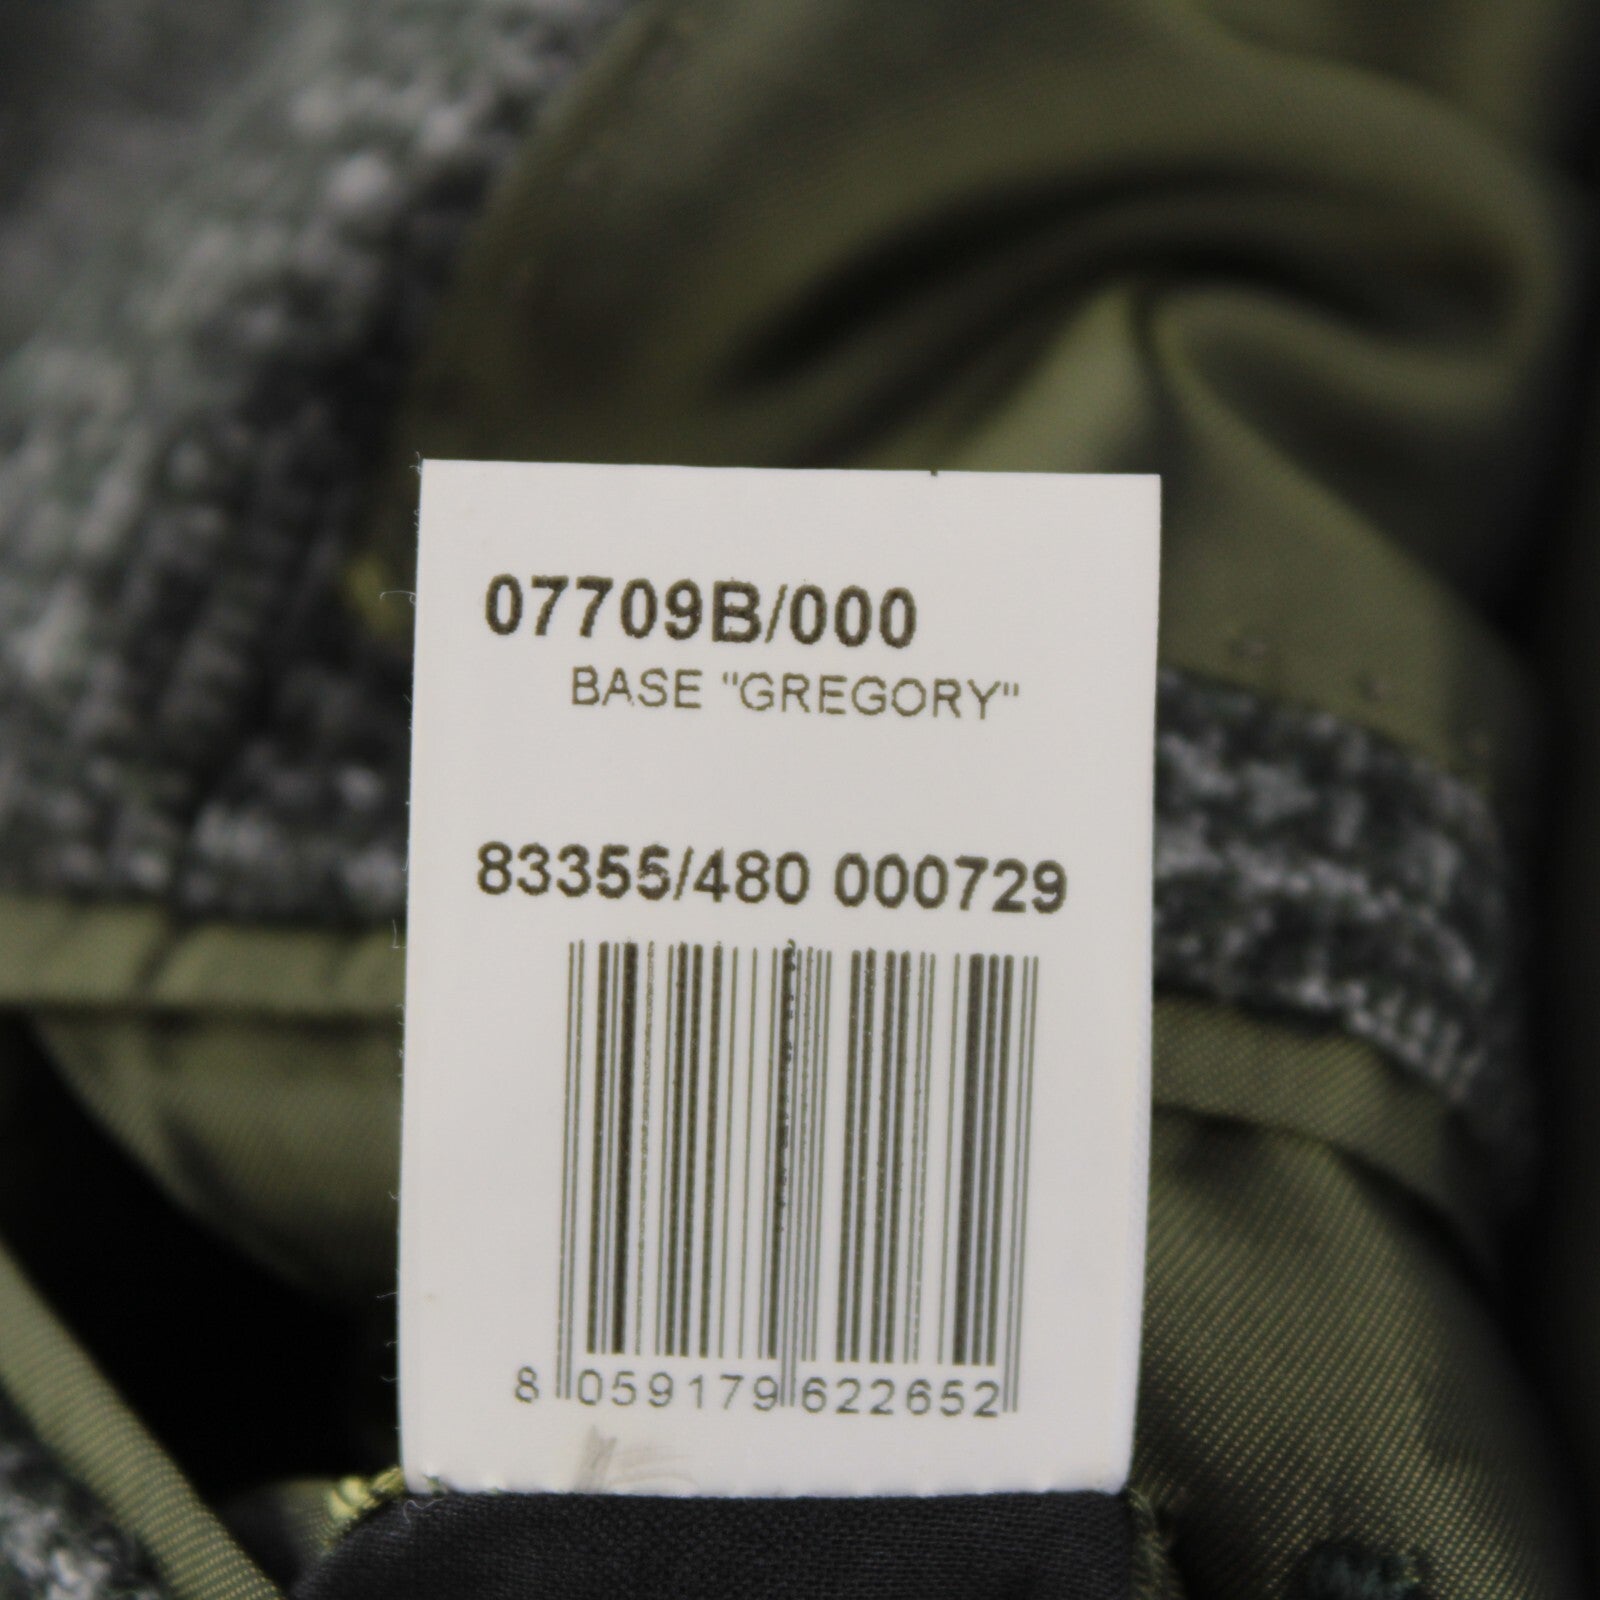 07709B/000
BASE "GREGORY"
83355/480 000729
8 059179 622652